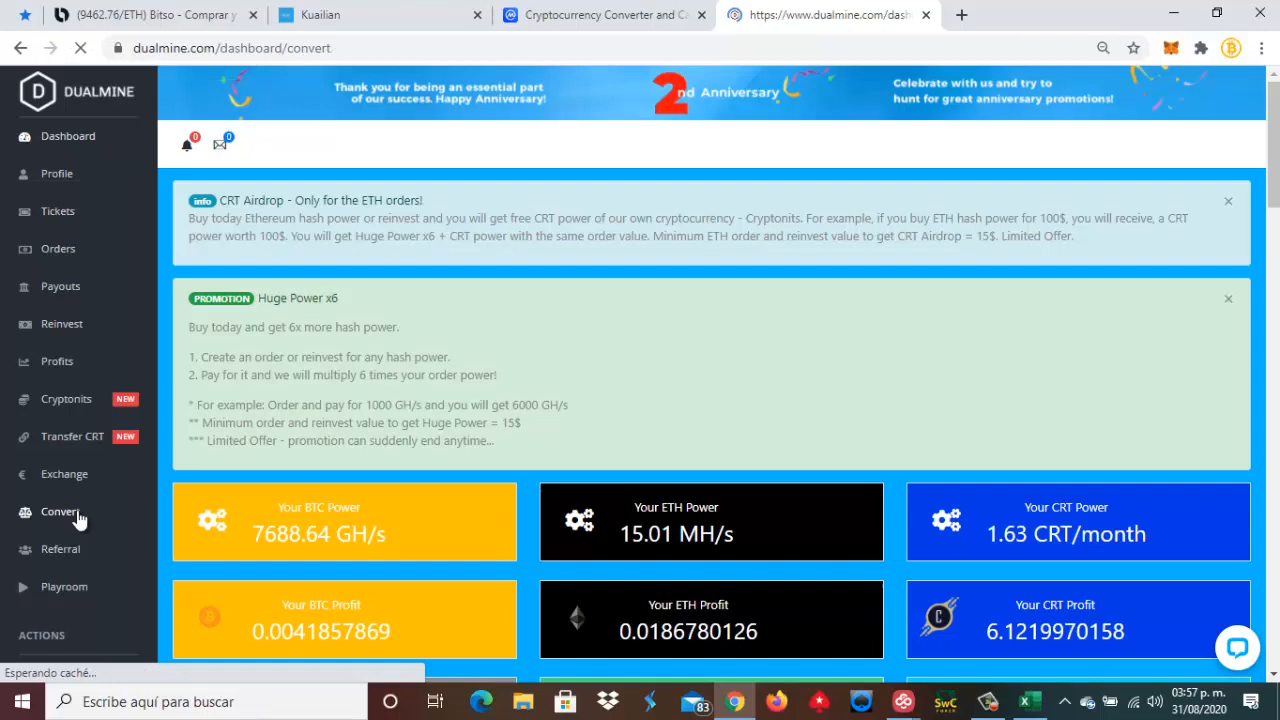 (9462.76/ETH) Bitso - Comprar y
Kuailian
Cryptocurrency Converter and Ca
https://www.dualmine.com/dash
dualmine.com/dashboard/convert
DUALMINE
Dashboard
Profile
Tickets
Orders
Payouts
Reinvest
Profits
Cryptonits NEW
Transfer CRT NEW
Exchange
Conver
Referral
Playroom
ACTIONS
Thank you for being an essential part
of our success. Happy Anniversary!
2nd Anniversary
Celebrate with us and try to
hunt for great anniversary promotions!
0 0
info CRT Airdrop - Only for the ETH orders!
Buy today Ethereum hash power or reinvest and you will get free CRT power of our own cryptocurrency - Cryptonits. For example, if you buy ETH hash power for 100$, you will receive, a CRT
power worth 100$. You will get Huge Power x6 + CRT power with the same order value. Minimum ETH order and reinvest value to get CRT Airdrop = 15$. Limited Offer.
PROMOTION Huge Power x6
Buy today and get 6x more hash power.
1. Create an order or reinvest for any hash power.
2. Pay for it and we will multiply 6 times your order power!
* For example: Order and pay for 1000 GH/s and you will get 6000 GH/s
** Minimum order and reinvest value to get Huge Power = 15$
*** Limited Offer - promotion can suddenly end anytime...
Your BTC Power
7688.64 GH/s
Your ETH Power
15.01 MH/s
Your CRT Power
1.63 CRT/month
Your BTC Profit
0.0041857869
Your ETH Profit
0.0186780126
Your CRT Profit
6.1219970158
Esperando caché...
Escribe aquí para buscar
83
SwC
POKER
03:57 p. m.
31/08/2020